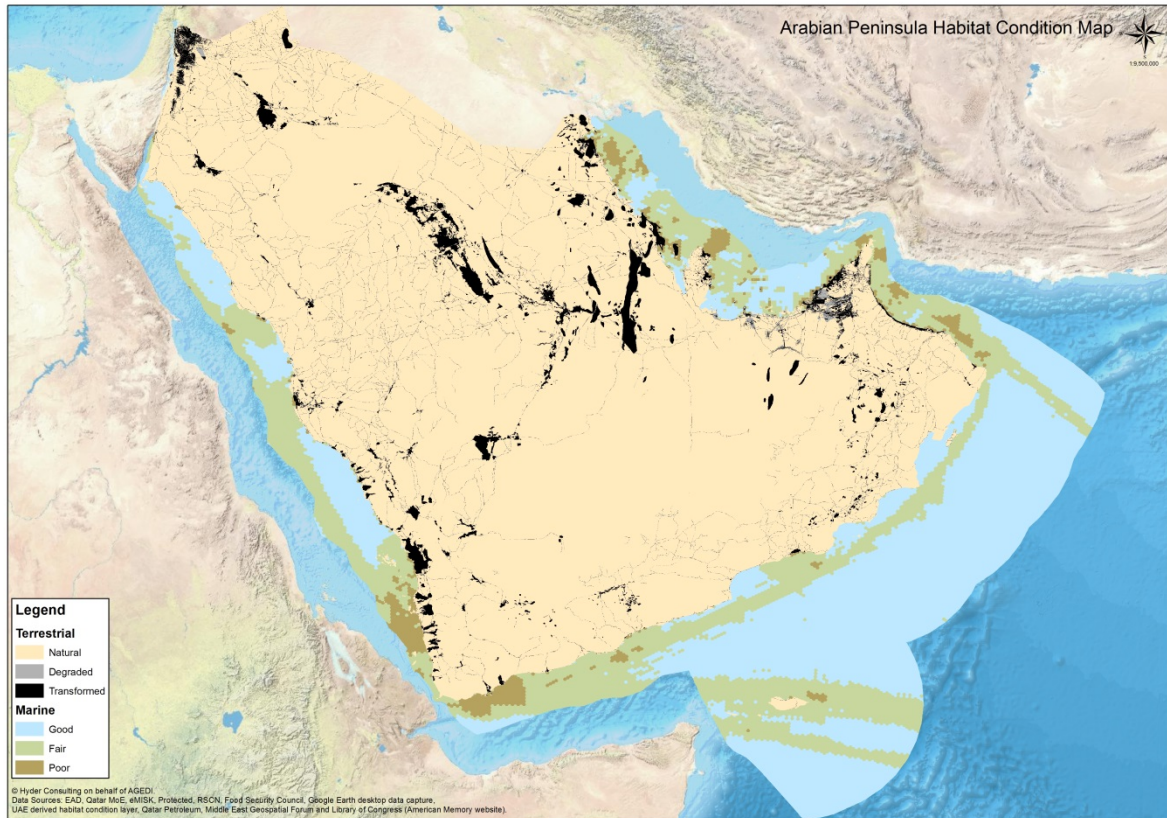 Arabian Peninsula Habitat Condition Map
1:9,500,000
Legend
Terrestrial
Natural
Degraded
Transformed
Marine
Good
Fair
Poor
© Hyder Consulting on behalf of AGEDI.
Data Sources: EAD, Qatar MoE, eMISK, Protected, RSCN, Food Security Council, Google Earth desktop data capture,
UAE derived habitat condition layer, Qatar Petroleum, Middle East Geospatial Forum and Library of Congress (American Memory website).